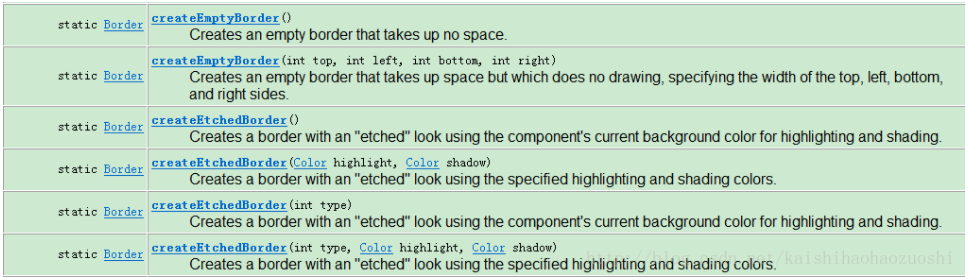 static Border createEmptyBorder()
Creates an empty border that takes up no space.
static Border createEmptyBorder(int top, int left, int bottom, int right)
Creates an empty border that takes up space but which does no drawing, specifying the width of the top, left, bottom,
and right sides.
static Border createEtchedBorder()
Creates a border with an "etched" look using the component's current background color for highlighting and shading.
static Border createEtchedBorder(Color highlight, Color shadow)
Creates a border with an "etched" look using the specified highlighting and shading colors.
static Border createEtchedBorder(int type)
Creates a border with an "etched" look using the component's current background color for highlighting and shading.
static Border createEtchedBorder(int type, Color highlight, Color shadow)
Creates a border with an "etched" look using the specified highlighting and shading colors.
http://blog.csdn.net/kaishihaohaozuoshi